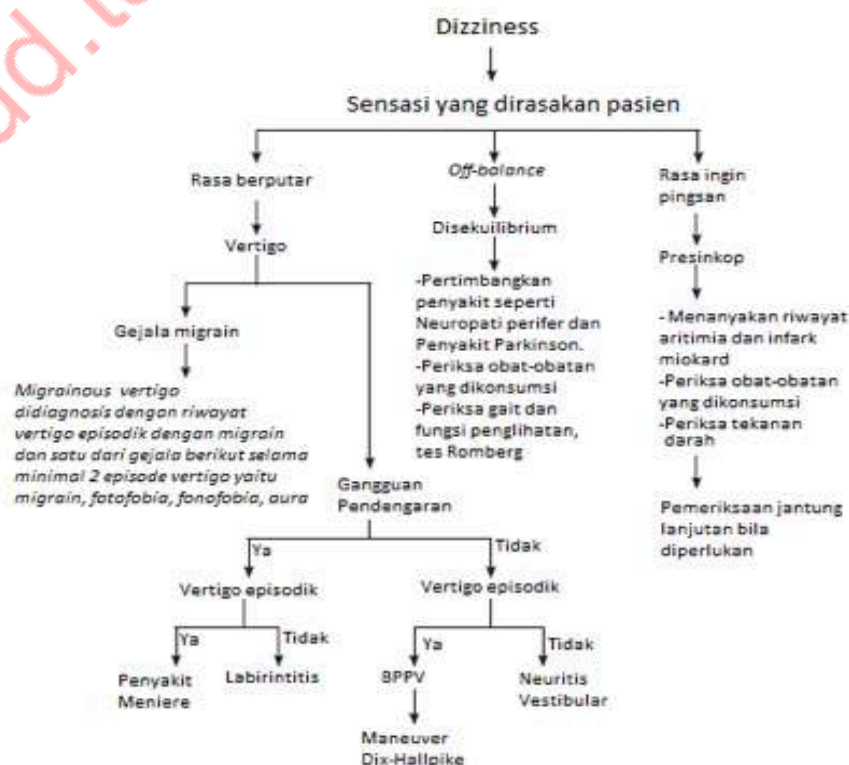 Dizziness
Sensasi yang dirasakan pasien
Rasa berputar
Vertigo
Gejala migrain
Migrainous vertigo
didiagnosis dengan riwayat
vertigo episodik dengan migrain
dan satu dari gejala berikut selama
minimal 2 episode vertigo yaitu
migrain, fotofobia, fonofobia, aura
Off-balance
Disekuilibrium
-Pertimbangkan
penyakit seperti
Neuropati perifer dan
Penyakit Parkinson.
-Periksa obat-obatan
yang dikonsumsi
-Periksa gait dan
fungsi penglihatan,
tes Romberg
Rasa ingin
pingsan
Presinkop
- Menanyakan riwayat
aritimia dan infark
miokard
-Periksa obat-obatan
yang dikonsumsi
-Periksa tekanan
darah
Pemeriksaan jantung
lanjutan bila
diperlukan
Gangguan
Pendengaran
Ya
Tidak
Vertigo episodik
Vertigo episodik
Ya
Tidak
Ya
Tidak
Penyakit
Meniere
Labirintitis
BPPV
Neuritis
Vestibular
Maneuver
Dix-Hallpike